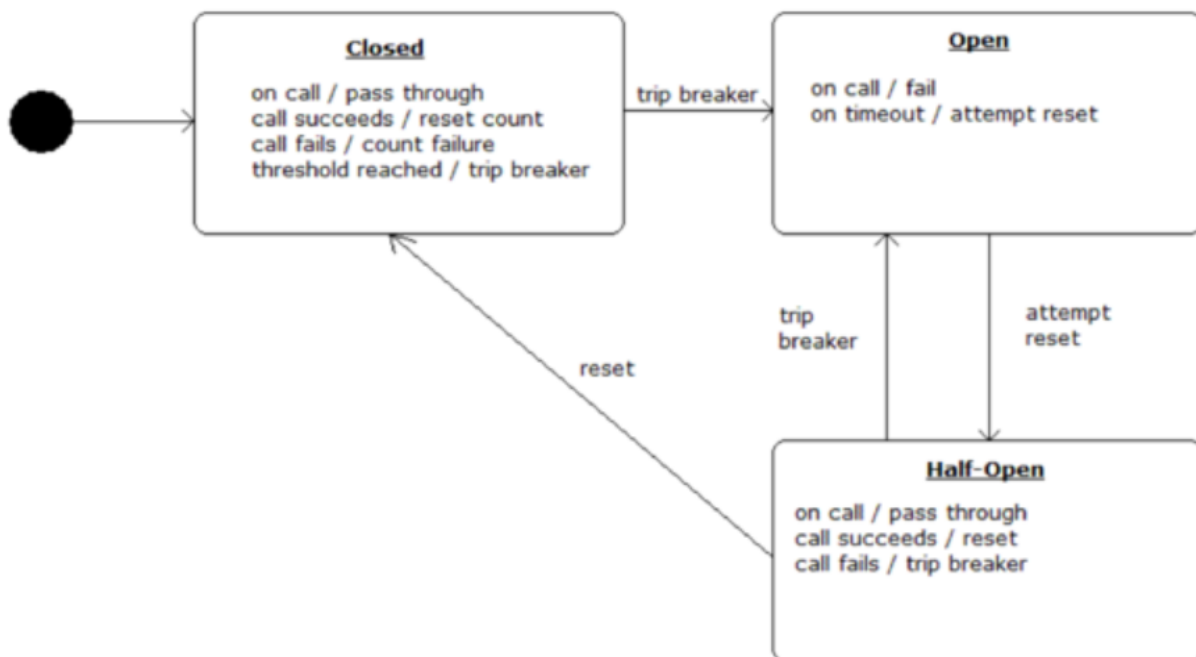 Closed
on call / pass through
call succeeds / reset count
call fails / count failure
threshold reached / trip breaker
trip breaker
Open
on call / fail
on timeout / attempt reset
trip
breaker
attempt
reset
reset
Half-Open
on call / pass through
call succeeds / reset
call fails / trip breaker